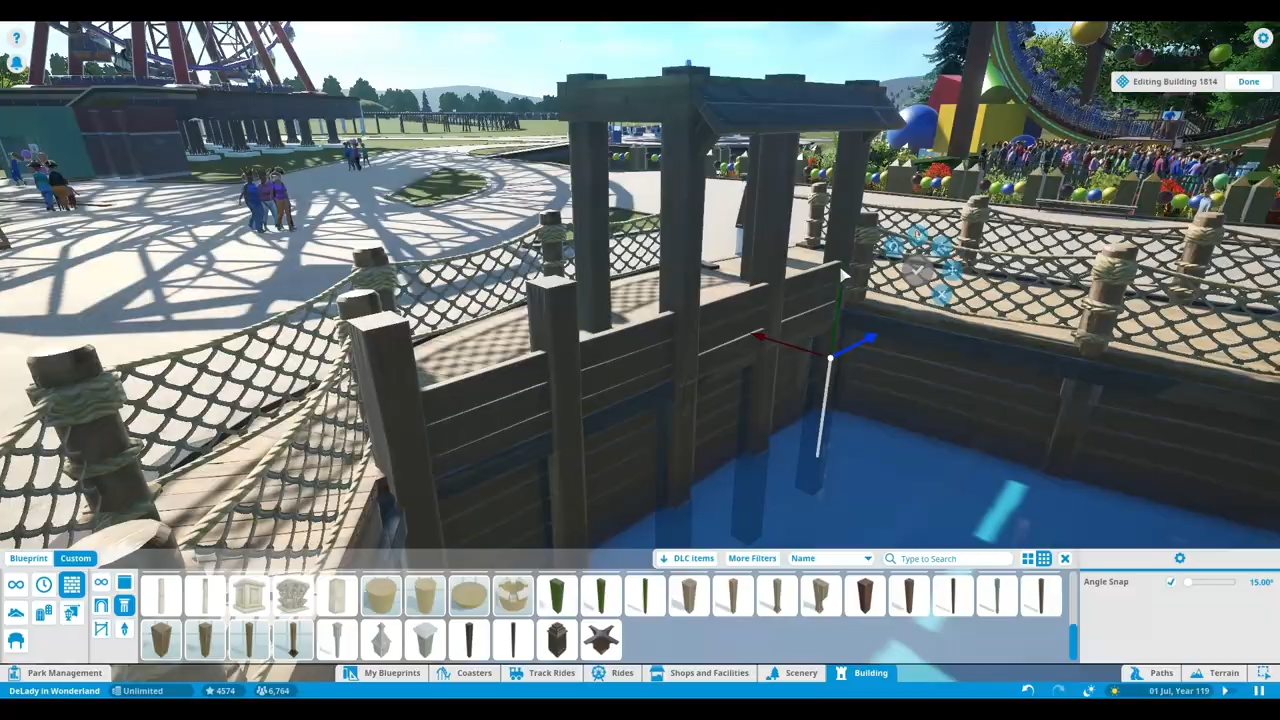 ?
Editing Building 1814 Done
Blueprint Custom
DLC items More Filters Name Type to Search
Angle Snap 15.00°
Park Management My Blueprints Coasters Track Rides Rides Shops and Facilities Scenery Building Paths Terrain
DeLady in Wonderland Unlimited 4574 6,764 01 Jul, Year 119